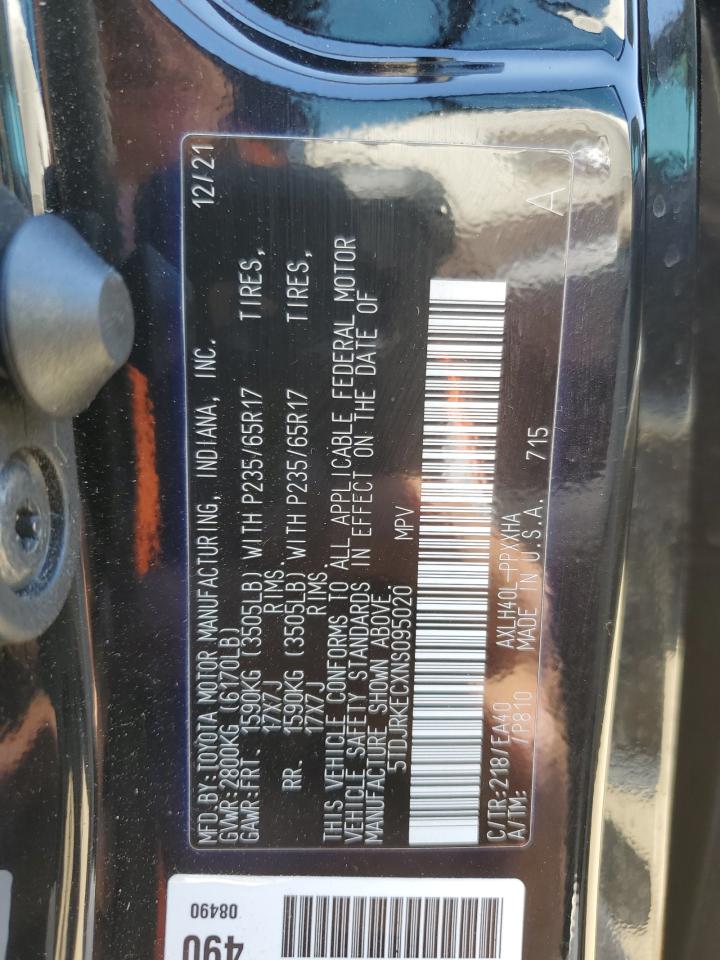 MFD.BY:TOYOTA MOTOR MANUFACTURING, INDIANA, INC. 12/21
GVWR:2800KG (6170LB)
GAWR:FRT. 1590KG (3505LB) WITH P235/65R17 TIRES,
17X7J RIMS,
RR. 1590KG (3505LB) WITH P235/65R17 TIRES,
17X7J RIMS.
THIS VEHICLE CONFORMS TO ALL APPLICABLE FEDERAL MOTOR
VEHICLE SAFETY STANDARDS IN EFFECT ON THE DATE OF
MANUFACTURE SHOWN ABOVE.
5TDJRKECXNS095020 MPV
C/TR:218/EA40 AXLH40L-PPXXHA
A/TM: /P810 MADE IN U.S.A. 715
A
08490
490